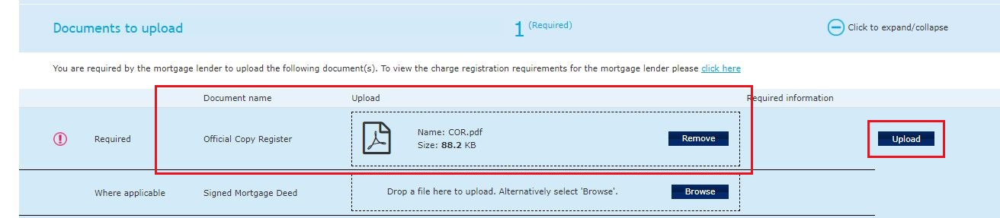 Documents to upload 1 (Required) Click to expand/collapse
You are required by the mortgage lender to upload the following document(s). To view the charge registration requirements for the mortgage lender please click here
Document name Upload Required information
Required Official Copy Register Name: COR.pdf Remove Upload
Size: 88.2 KB
Where applicable Signed Mortgage Deed Drop a file here to upload. Alternatively select 'Browse'. Browse